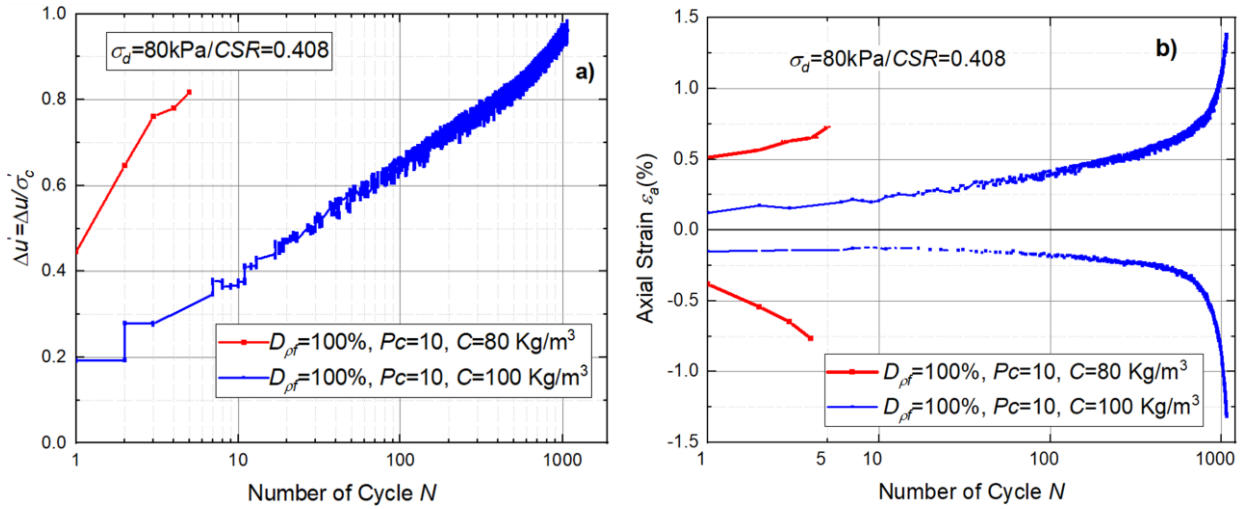 σd=80kPa/CSR=0.408
a)
1.0
0.8
0.6
0.4
0.2
0.0
Δu'=Δu/σ'c
Dρf=100%, Pc=10, C=80 Kg/m³
Dρf=100%, Pc=10, C=100 Kg/m³
1
10
100
1000
Number of Cycle N
b)
σd=80kPa/CSR=0.408
1.5
1.0
0.5
0.0
-0.5
-1.0
-1.5
Axial Strain εa(%)
Dρf=100%, Pc=10, C=80 Kg/m³
Dρf=100%, Pc=10, C=100 Kg/m³
1
5
10
100
1000
Number of Cycle N